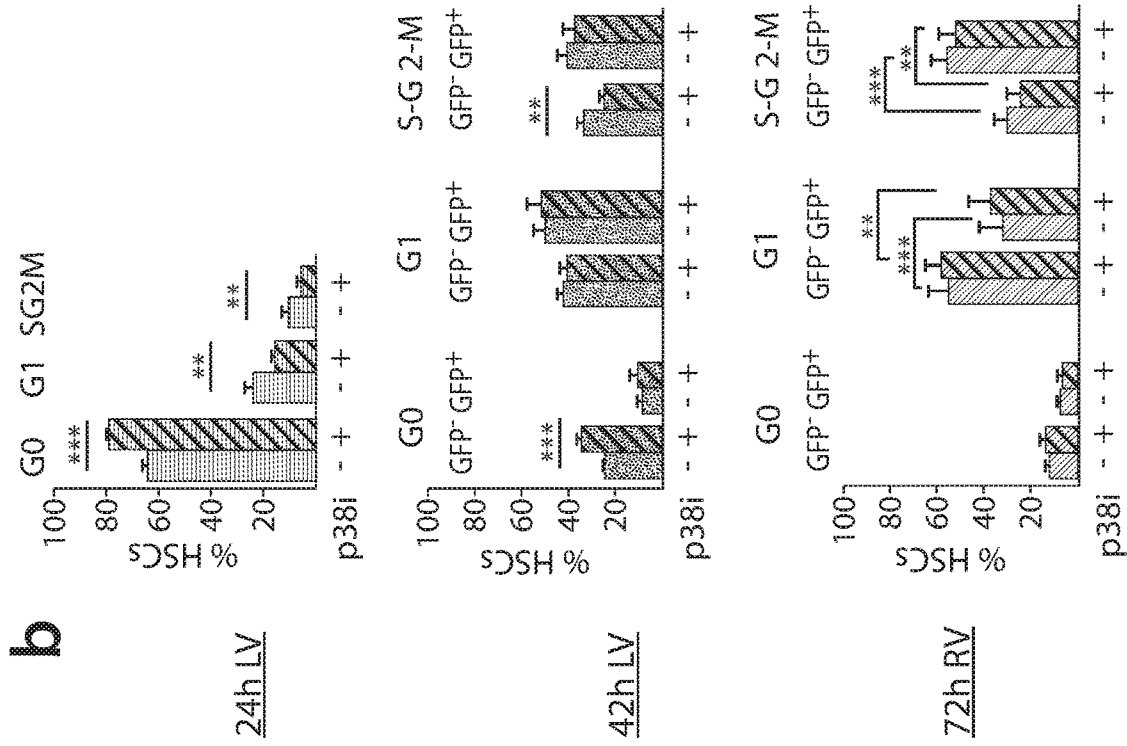 b
24h LV
G0 G1 SG2M
*** ** **
100
80
60
40
20
% HSCs
p38i - + - + - +
42h LV
G0 G1 S-G 2-M
GFP⁻ GFP⁺ GFP⁻ GFP⁺ GFP⁻ GFP⁺
*** **
100
80
60
40
20
% HSCs
p38i - + - + - + - + - + - +
72h RV
G0 G1 S-G 2-M
GFP⁻ GFP⁺ GFP⁻ GFP⁺ GFP⁻ GFP⁺
** ***
*** **
100
80
60
40
20
% HSCs
p38i - + - + - + - + - + - +